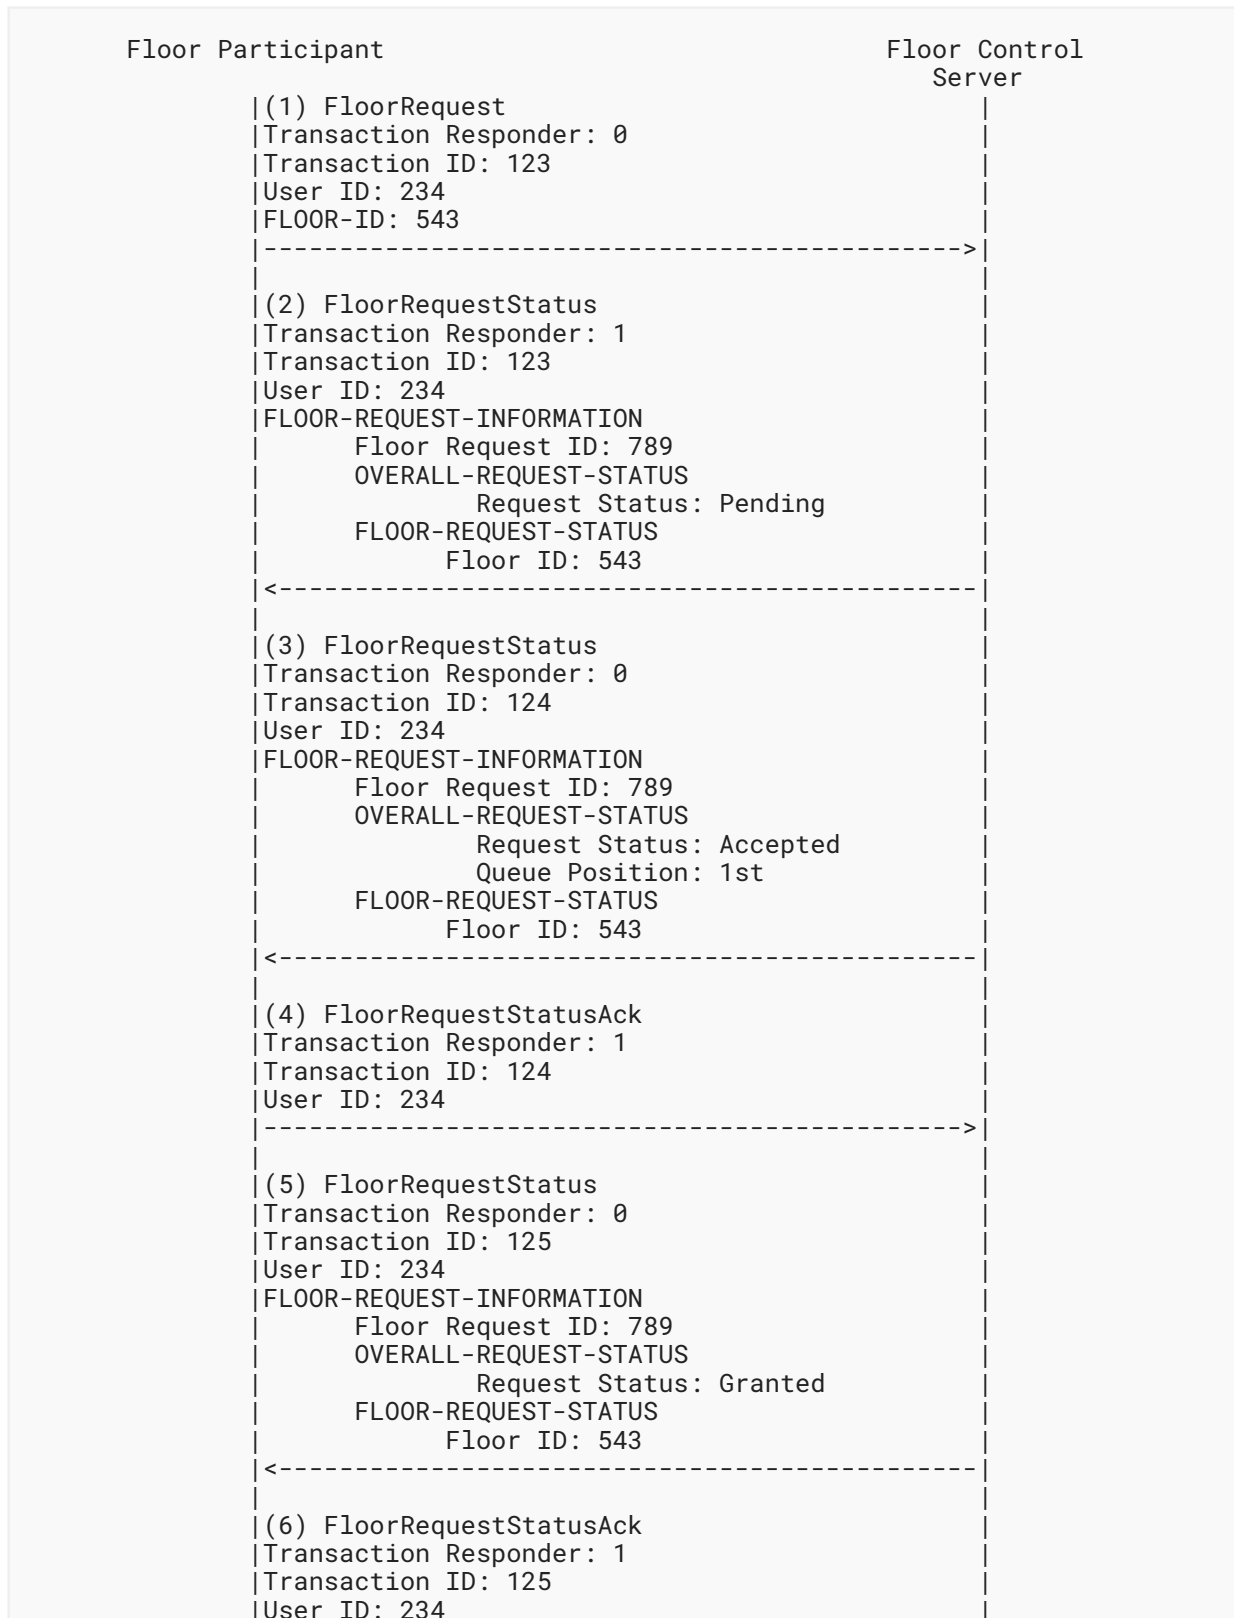 Floor Participant                                 Floor Control
                                                     Server
        |(1) FloorRequest                               |
        |Transaction Responder: 0                       |
        |Transaction ID: 123                            |
        |User ID: 234                                   |
        |FLOOR-ID: 543                                  |
        |---------------------------------------------->|
        |                                               |
        |(2) FloorRequestStatus                         |
        |Transaction Responder: 1                       |
        |Transaction ID: 123                            |
        |User ID: 234                                   |
        |FLOOR-REQUEST-INFORMATION                      |
        |      Floor Request ID: 789                    |
        |      OVERALL-REQUEST-STATUS                   |
        |              Request Status: Pending          |
        |      FLOOR-REQUEST-STATUS                     |
        |            Floor ID: 543                      |
        |<----------------------------------------------|
        |                                               |
        |(3) FloorRequestStatus                         |
        |Transaction Responder: 0                       |
        |Transaction ID: 124                            |
        |User ID: 234                                   |
        |FLOOR-REQUEST-INFORMATION                      |
        |      Floor Request ID: 789                    |
        |      OVERALL-REQUEST-STATUS                   |
        |              Request Status: Accepted         |
        |              Queue Position: 1st              |
        |      FLOOR-REQUEST-STATUS                     |
        |            Floor ID: 543                      |
        |<----------------------------------------------|
        |                                               |
        |(4) FloorRequestStatusAck                      |
        |Transaction Responder: 1                       |
        |Transaction ID: 124                            |
        |User ID: 234                                   |
        |---------------------------------------------->|
        |                                               |
        |(5) FloorRequestStatus                         |
        |Transaction Responder: 0                       |
        |Transaction ID: 125                            |
        |User ID: 234                                   |
        |FLOOR-REQUEST-INFORMATION                      |
        |      Floor Request ID: 789                    |
        |      OVERALL-REQUEST-STATUS                   |
        |              Request Status: Granted          |
        |      FLOOR-REQUEST-STATUS                     |
        |            Floor ID: 543                      |
        |<----------------------------------------------|
        |                                               |
        |(6) FloorRequestStatusAck                      |
        |Transaction Responder: 1                       |
        |Transaction ID: 125                            |
        |User ID: 234                                   |